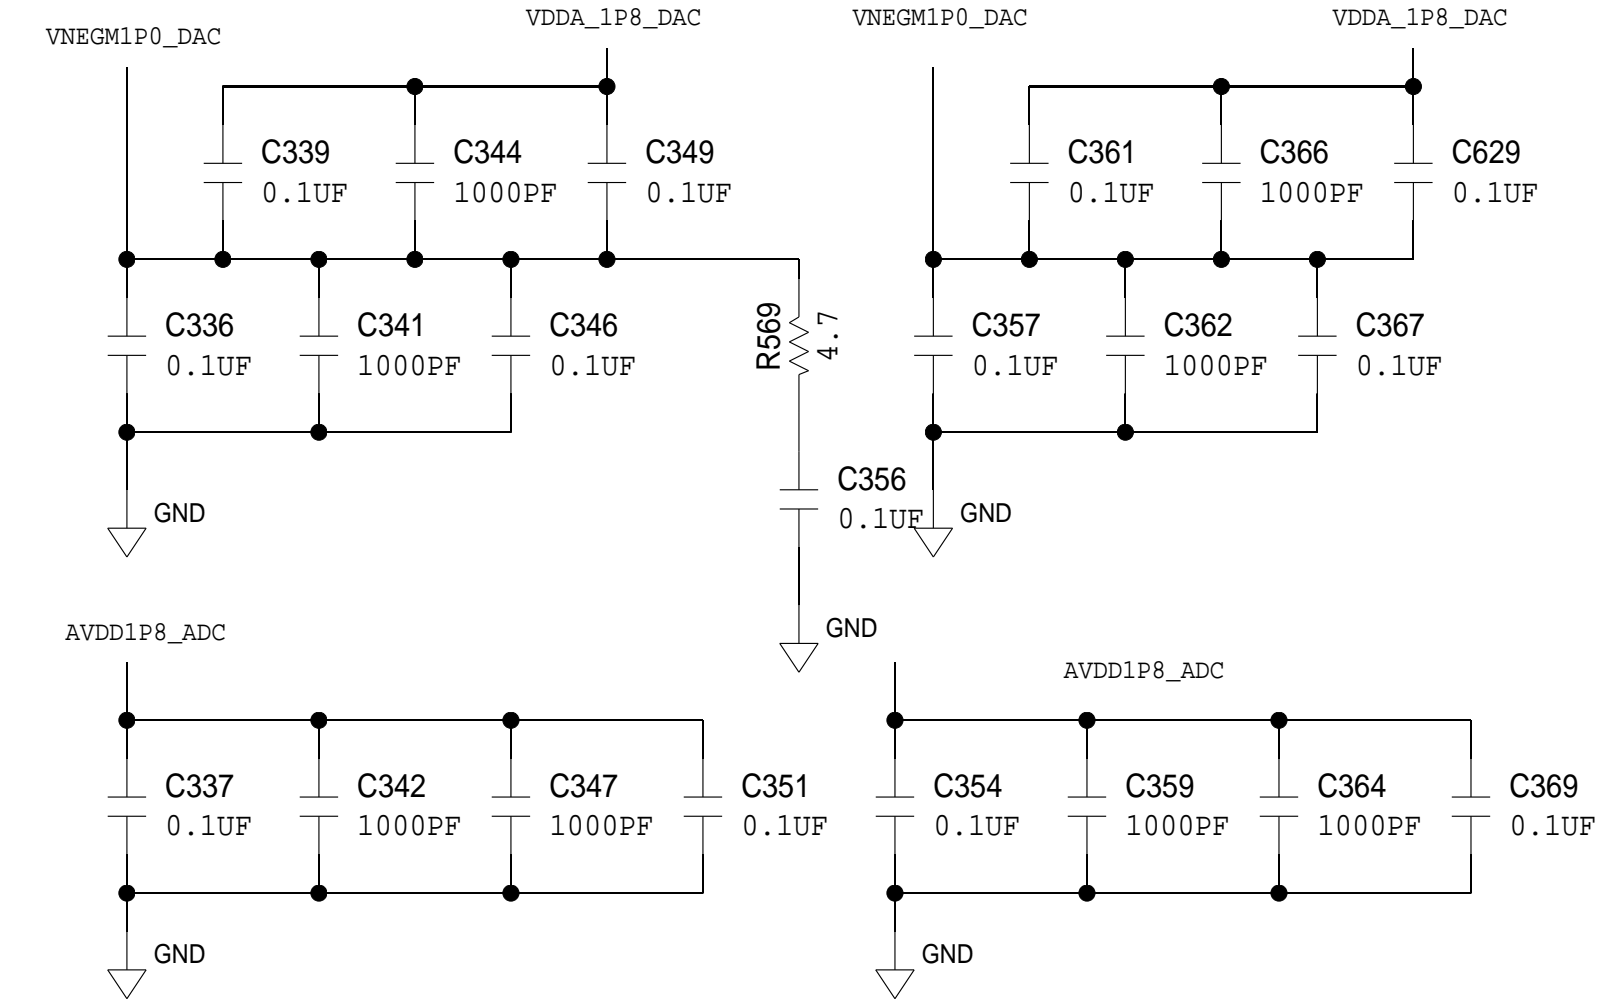 VNEGM1P0_DAC
VDDA_1P8_DAC
VNEGM1P0_DAC
VDDA_1P8_DAC
C339
0.1UF
C344
1000PF
C349
0.1UF
C361
0.1UF
C366
1000PF
C629
0.1UF
C336
0.1UF
C341
1000PF
C346
0.1UF
R569
4.7
C357
0.1UF
C362
1000PF
C367
0.1UF
C356
0.1UF
GND
GND
GND
AVDD1P8_ADC
AVDD1P8_ADC
C337
0.1UF
C342
1000PF
C347
1000PF
C351
0.1UF
C354
0.1UF
C359
1000PF
C364
1000PF
C369
0.1UF
GND
GND